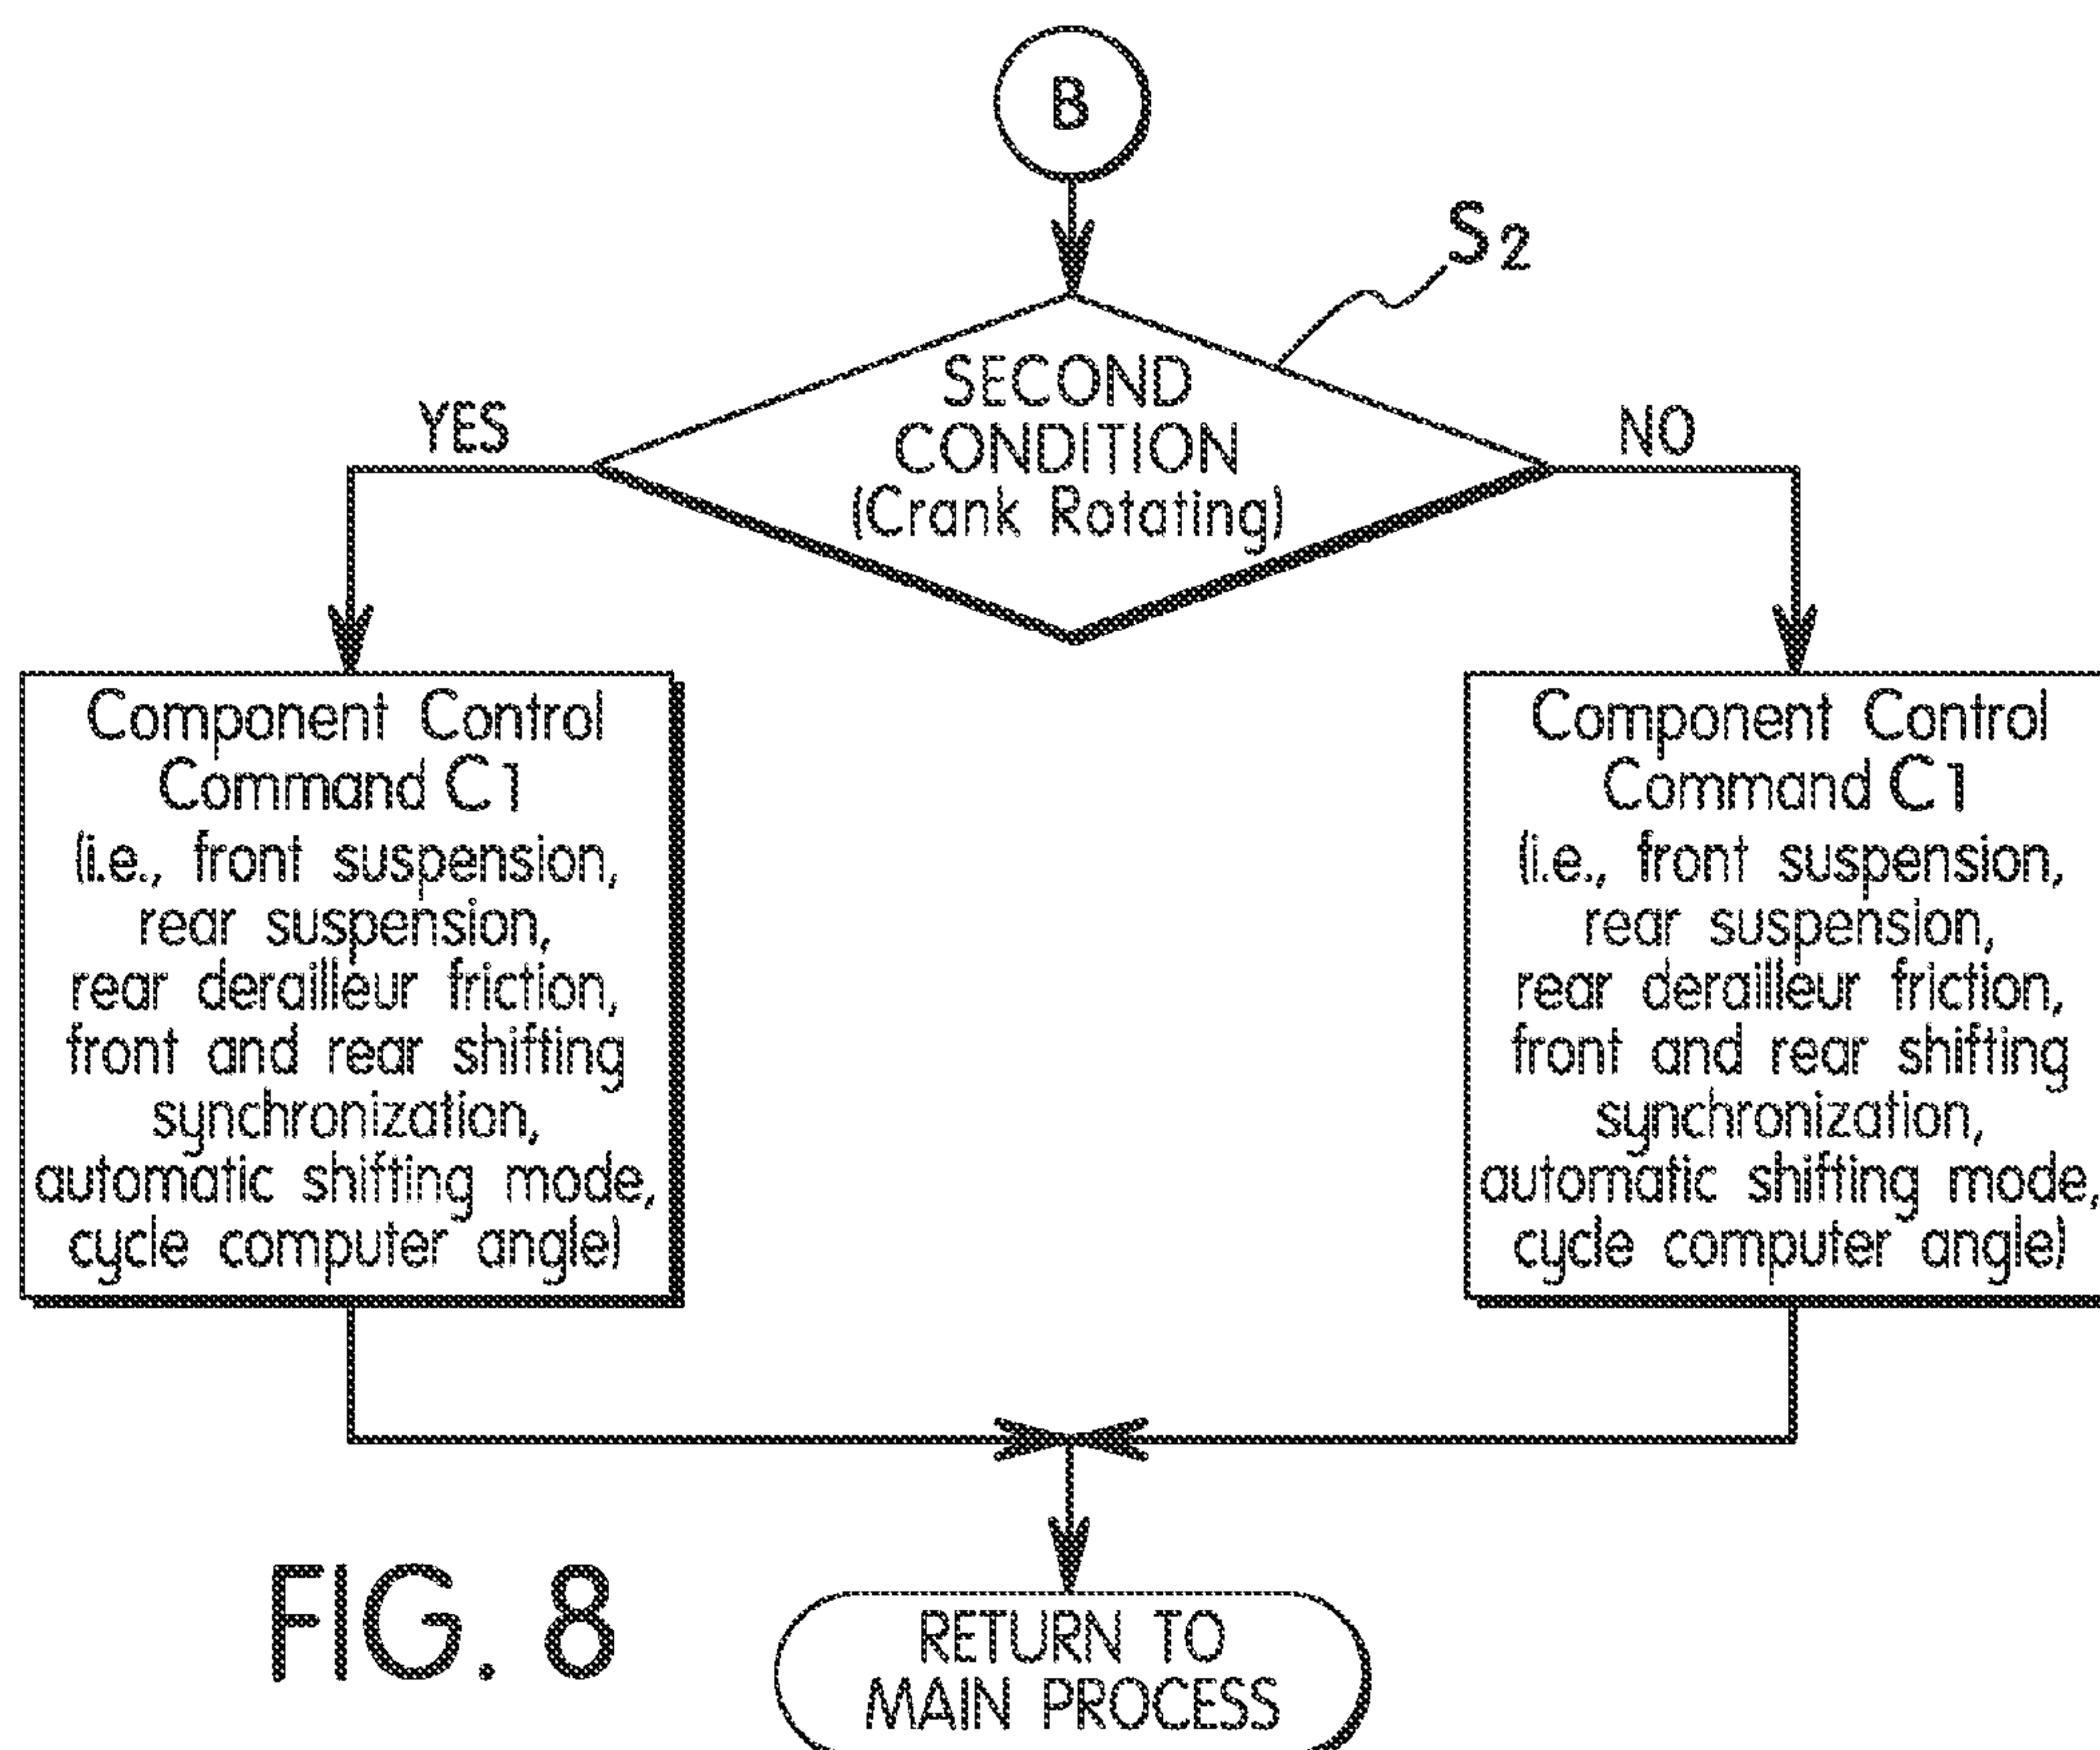 B
S2
SECOND
CONDITION
(Crank Rotating)
YES
NO
Component Control
Command C1
(i.e., front suspension,
rear suspension,
rear derailleur friction,
front and rear shifting
synchronization,
automatic shifting mode,
cycle computer angle)
Component Control
Command C1
(i.e., front suspension,
rear suspension,
rear derailleur friction,
front and rear shifting
synchronization,
automatic shifting mode,
cycle computer angle)
FIG. 8
RETURN TO
MAIN PROCESS